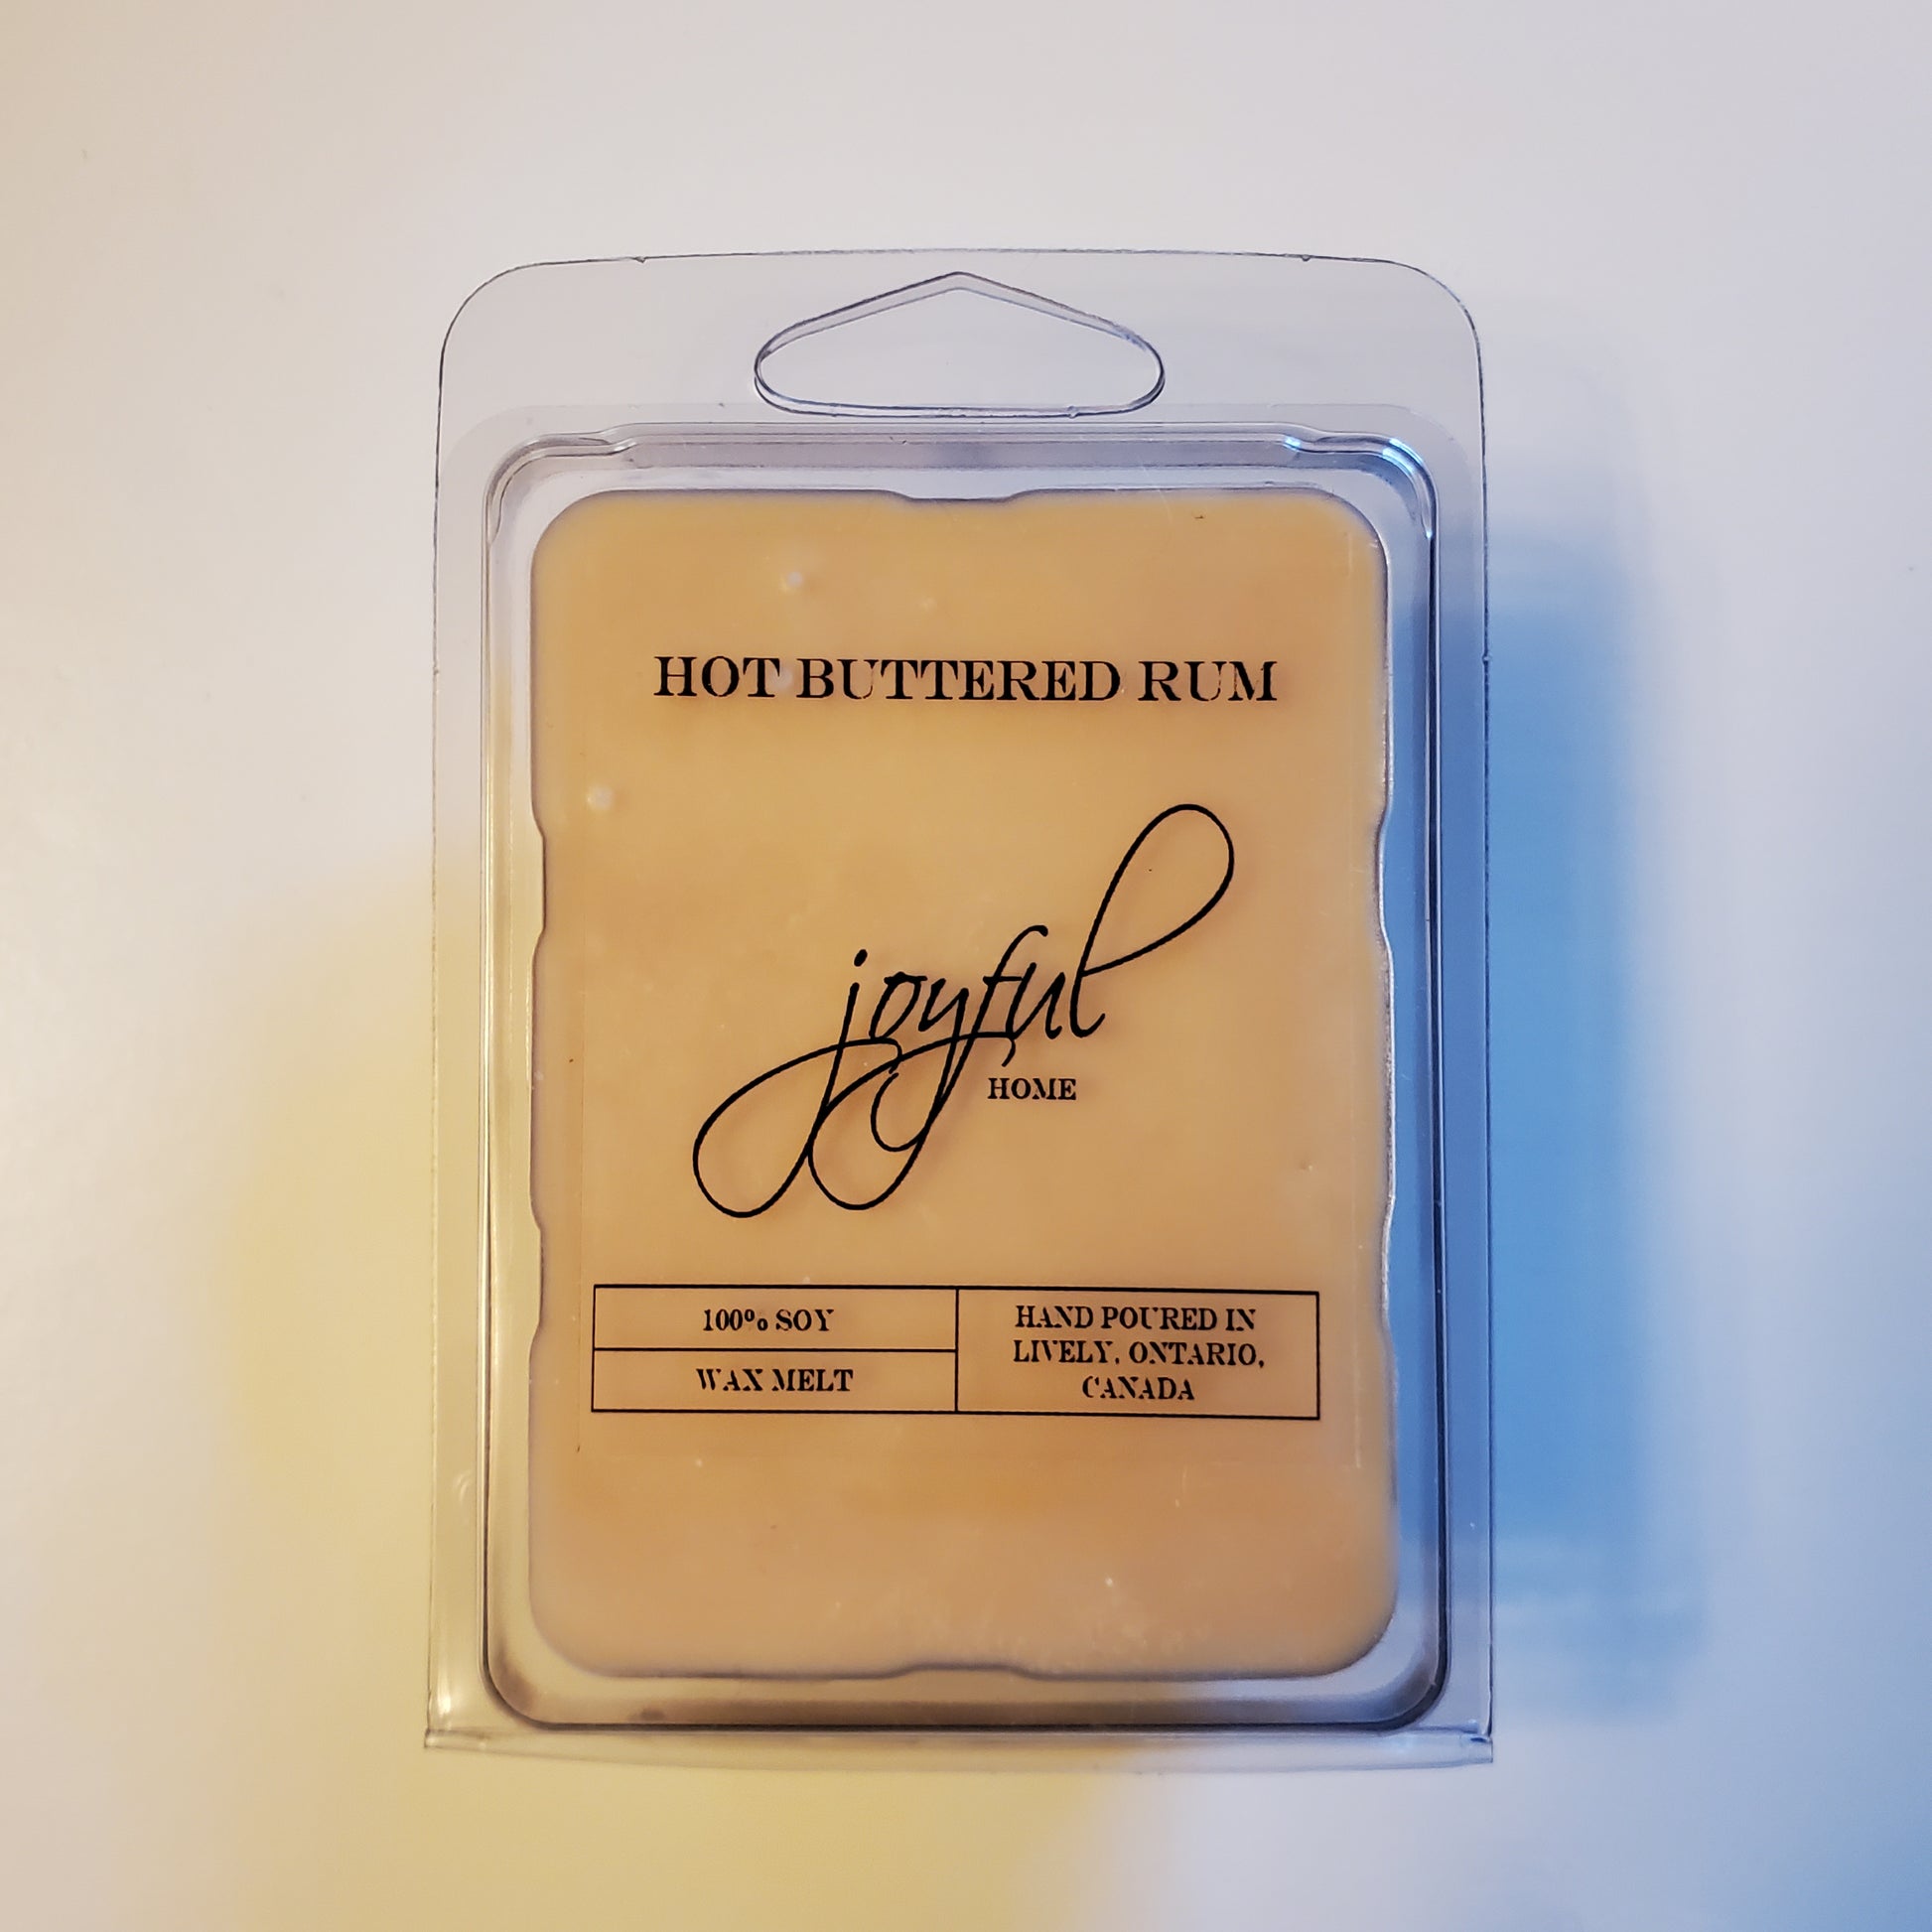 HOT BUTTERED RUM
joyful
HOME
100% SOY
WAX MELT
HAND POURED IN
LIVELY, ONTARIO,
CANADA